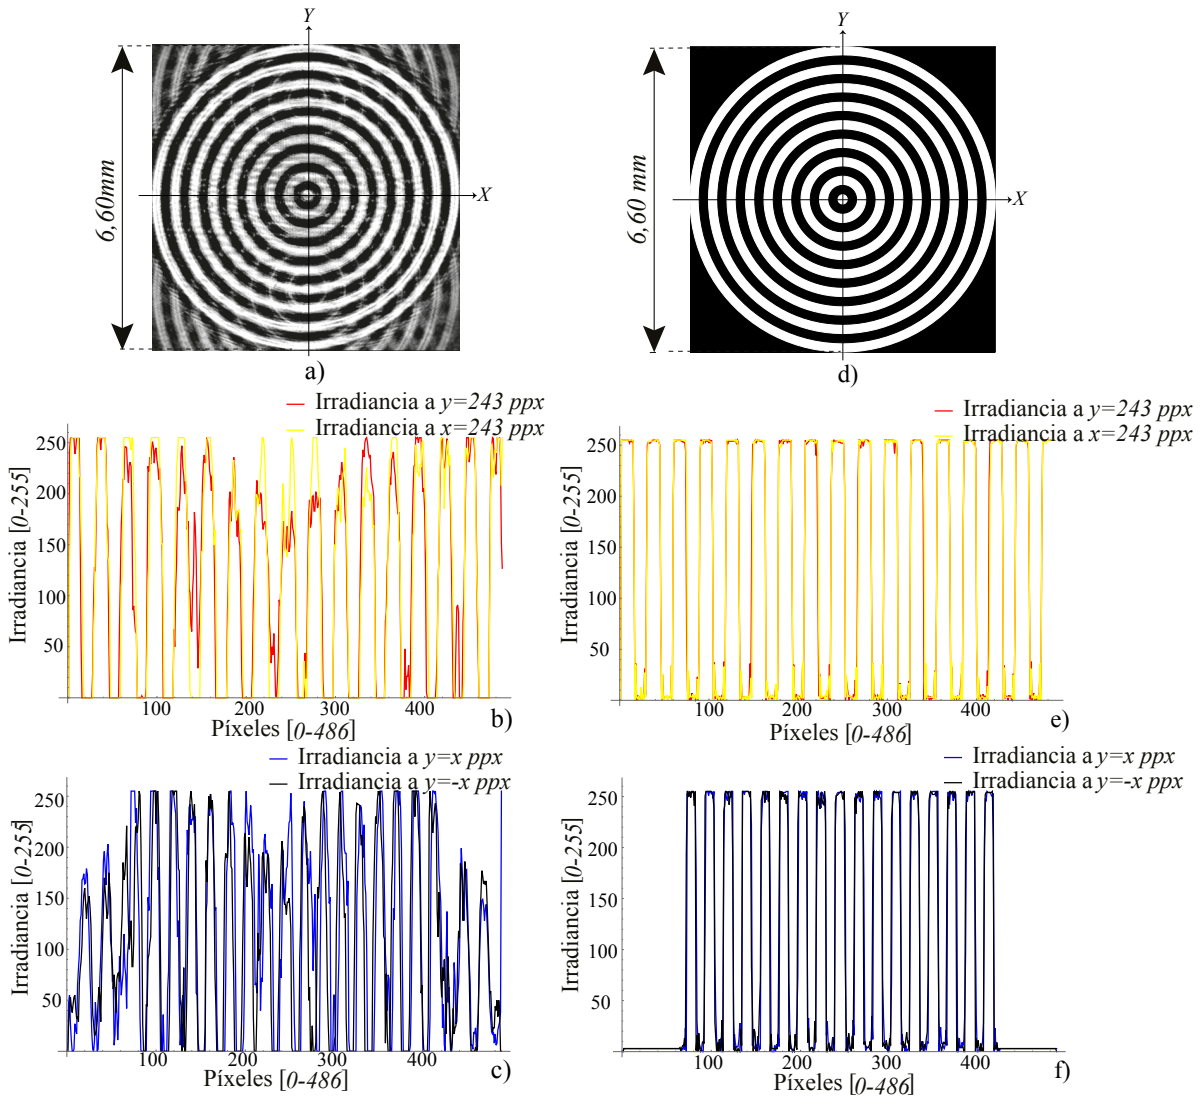 Y
X
6,60mm
a)
Y
X
6,60 mm
d)
Irradiancia a y=243 ppx
Irradiancia a x=243 ppx
Irradiancia [0-255]
250
200
150
100
50
100 200 300 400
Píxeles [0-486]
b)
Irradiancia a y=243 ppx
Irradiancia a x=243 ppx
Irradiancia [0-255]
250
200
150
100
50
100 200 300 400
Píxeles [0-486]
e)
Irradiancia a y=x ppx
Irradiancia a y=-x ppx
Irradiancia [0-255]
250
200
150
100
50
100 200 300 400
Píxeles [0-486]
c)
Irradiancia a y=x ppx
Irradiancia a y=-x ppx
Irradiancia [0-255]
250
200
150
100
50
100 200 300 400
Píxeles [0-486]
f)